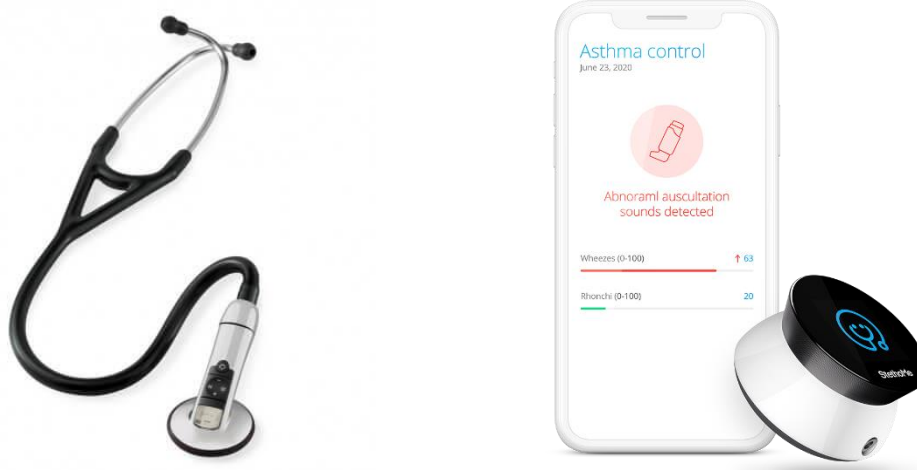 Asthma control
June 23, 2020
Abnoraml auscultation
sounds detected
Wheezes (0-100) ↑ 63
Rhonchi (0-100) 20
StethoMe